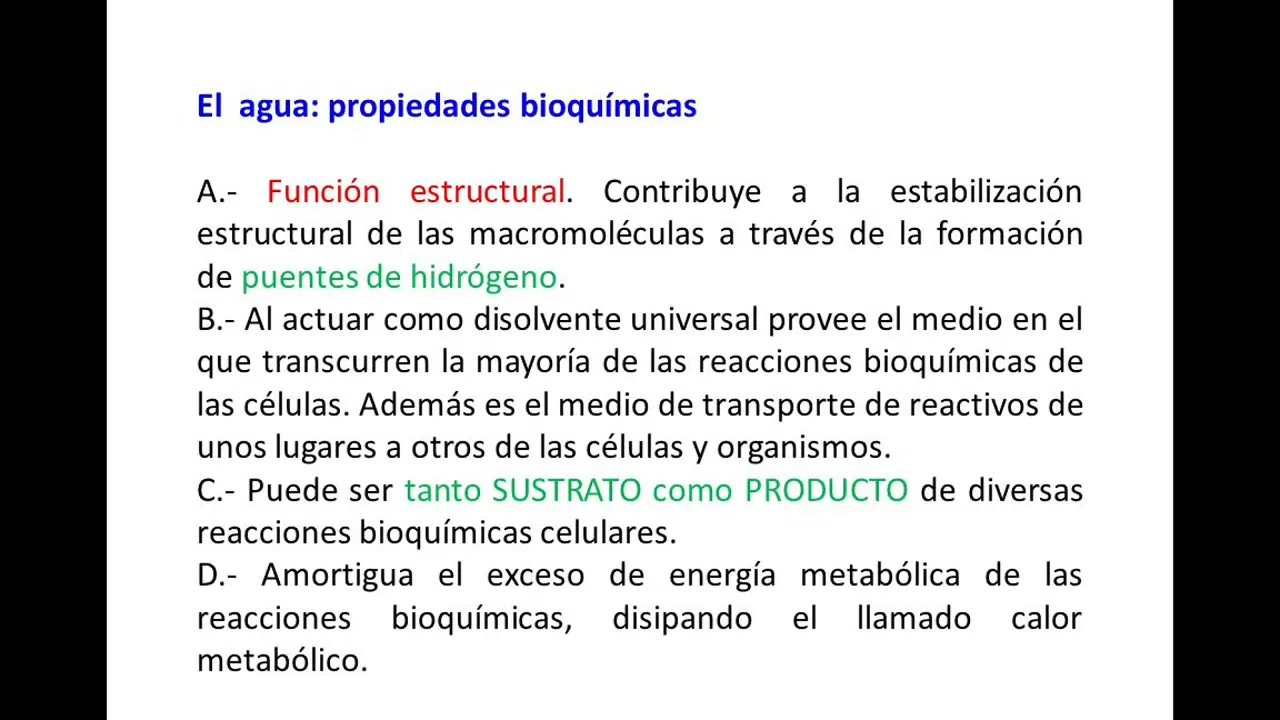 El agua: propiedades bioquímicas
A.- Función estructural. Contribuye a la estabilización
estructural de las macromoléculas a través de la formación
de puentes de hidrógeno.
B.- Al actuar como disolvente universal provee el medio en el
que transcurren la mayoría de las reacciones bioquímicas de
las células. Además es el medio de transporte de reactivos de
unos lugares a otros de las células y organismos.
C.- Puede ser tanto SUSTRATO como PRODUCTO de diversas
reacciones bioquímicas celulares.
D.- Amortigua el exceso de energía metabólica de las
reacciones bioquímicas, disipando el llamado calor
metabólico.